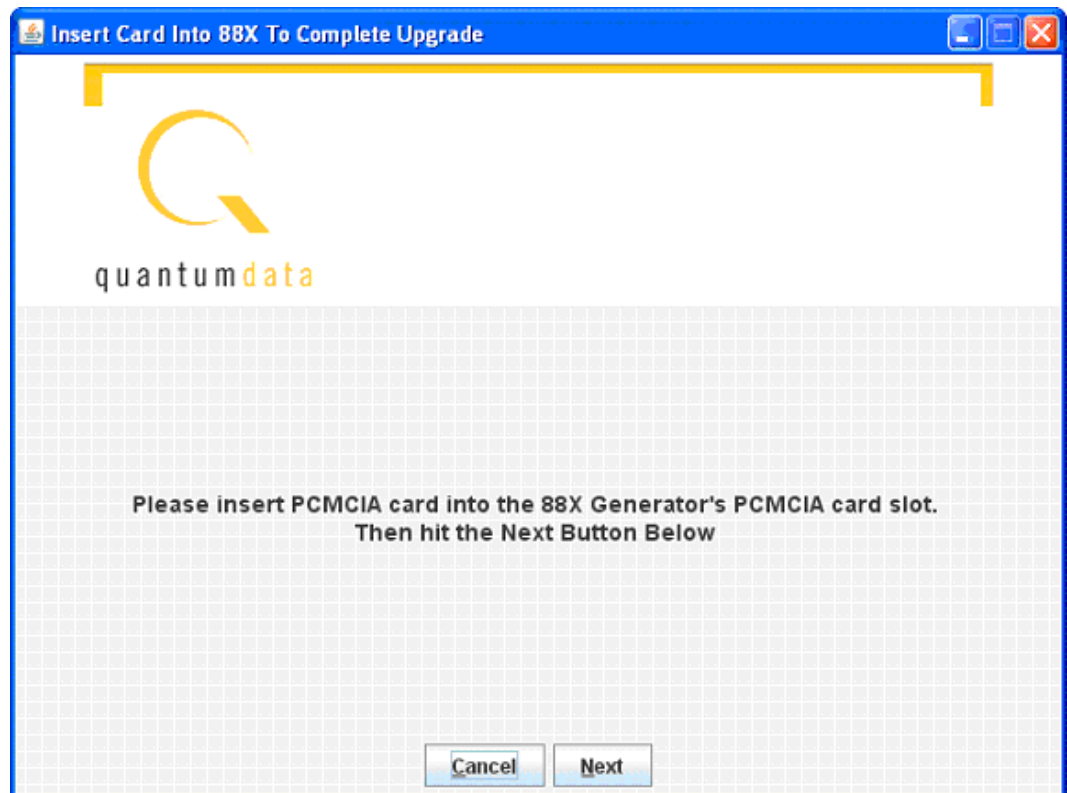 Insert Card Into 88X To Complete Upgrade
quantumdata
Please insert PCMCIA card into the 88X Generator's PCMCIA card slot.
Then hit the Next Button Below
Cancel Next